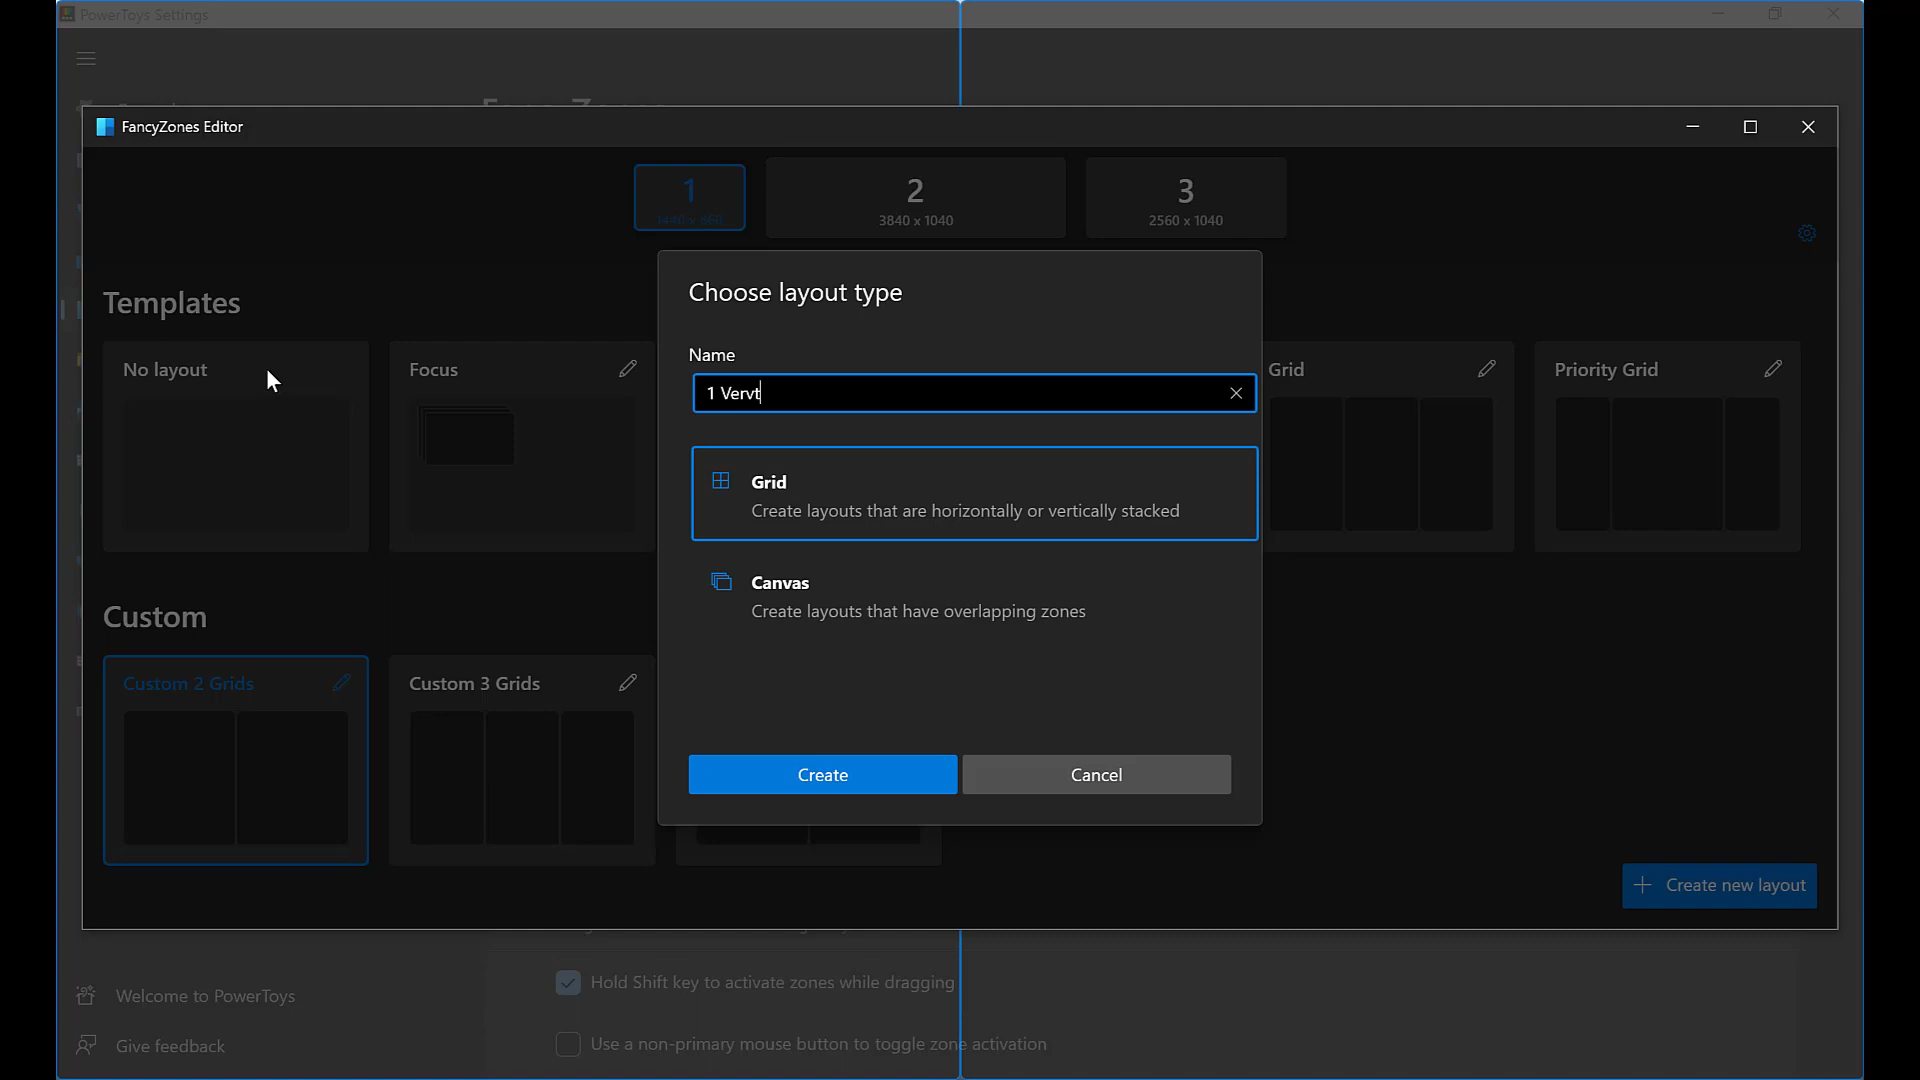 PowerToys Settings
FancyZones Editor
1
2
3840 x 1040
3
2560 x 1040
Templates
No layout
Focus
Grid
Priority Grid
Choose layout type
Name
1 Vervt
Grid
Create layouts that are horizontally or vertically stacked
Canvas
Create layouts that have overlapping zones
Create
Cancel
Custom
Custom 2 Grids
Custom 3 Grids
Create new layout
Hold Shift key to activate zones while dragging
Welcome to PowerToys
Use a non-primary mouse button to toggle zone activation
Give feedback